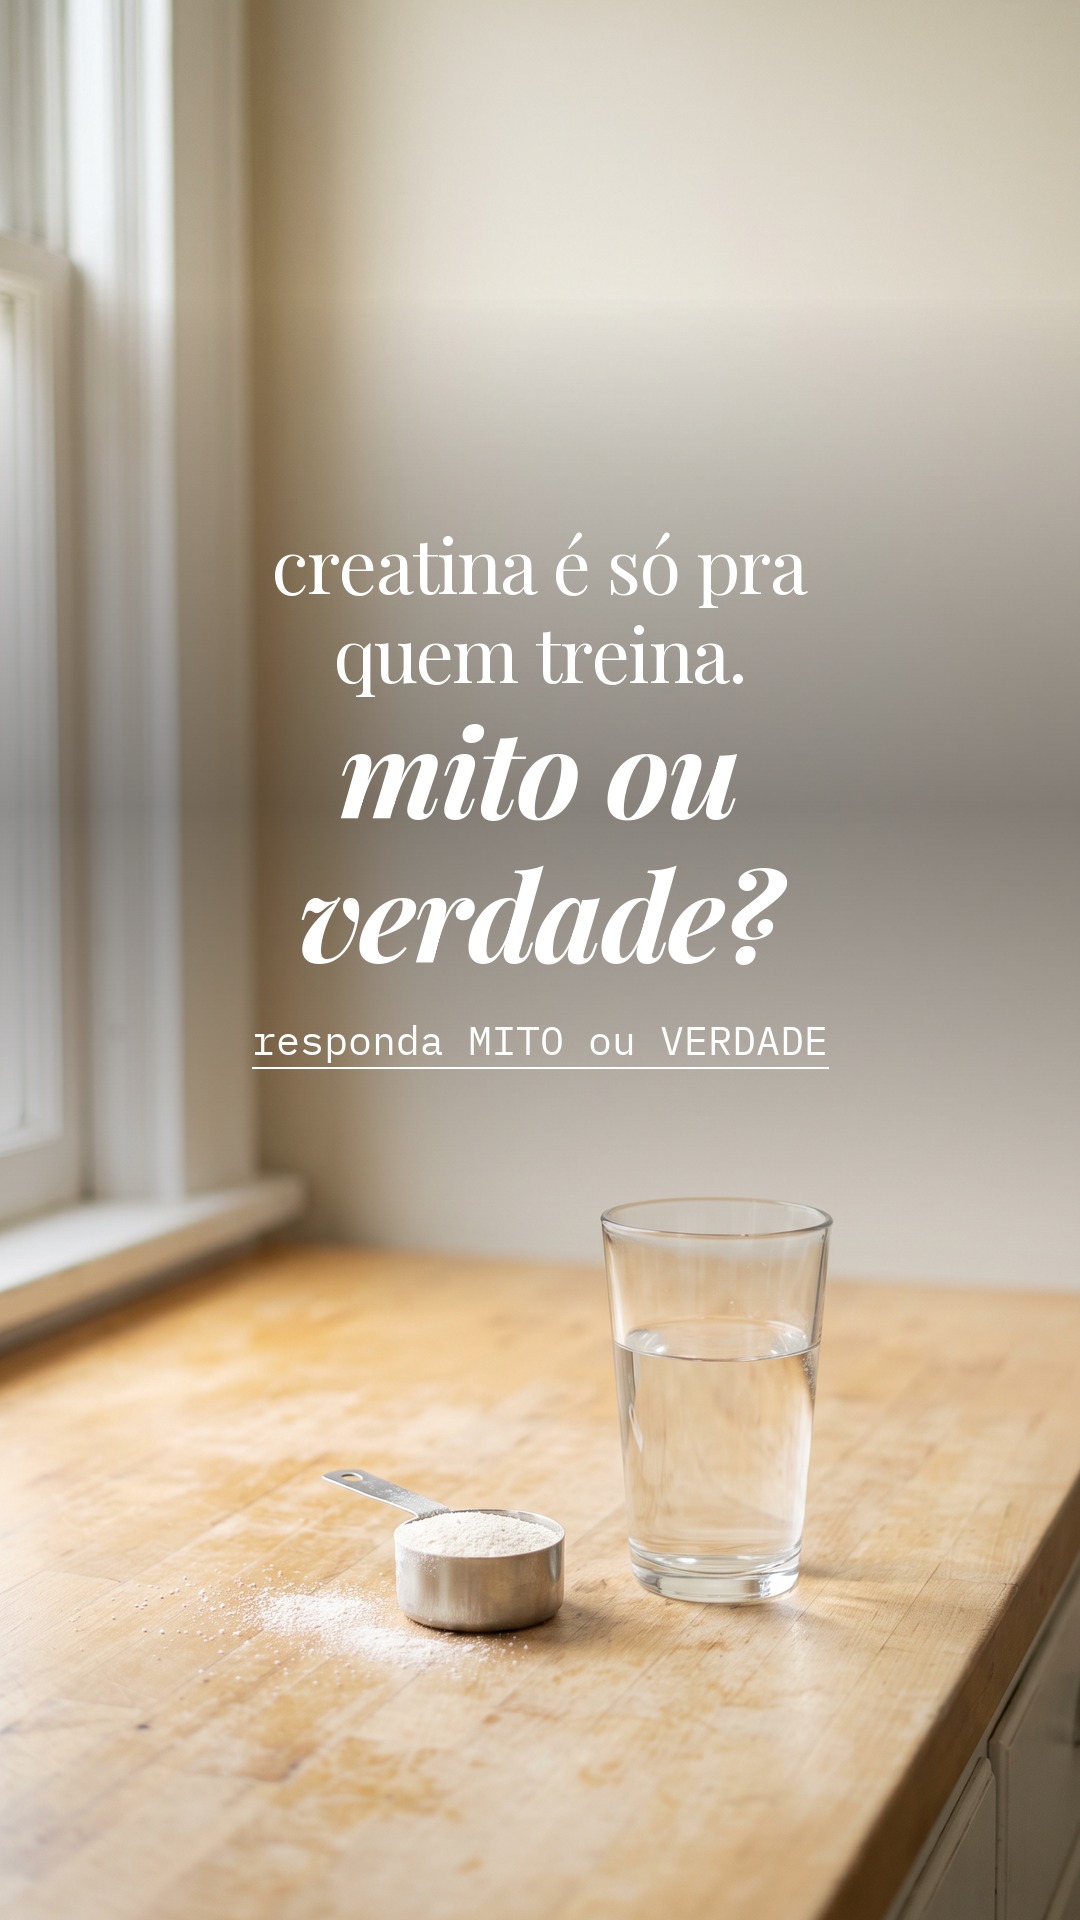 creatina é só pra
quem treina.
mito ou
verdade?
responda MITO ou VERDADE